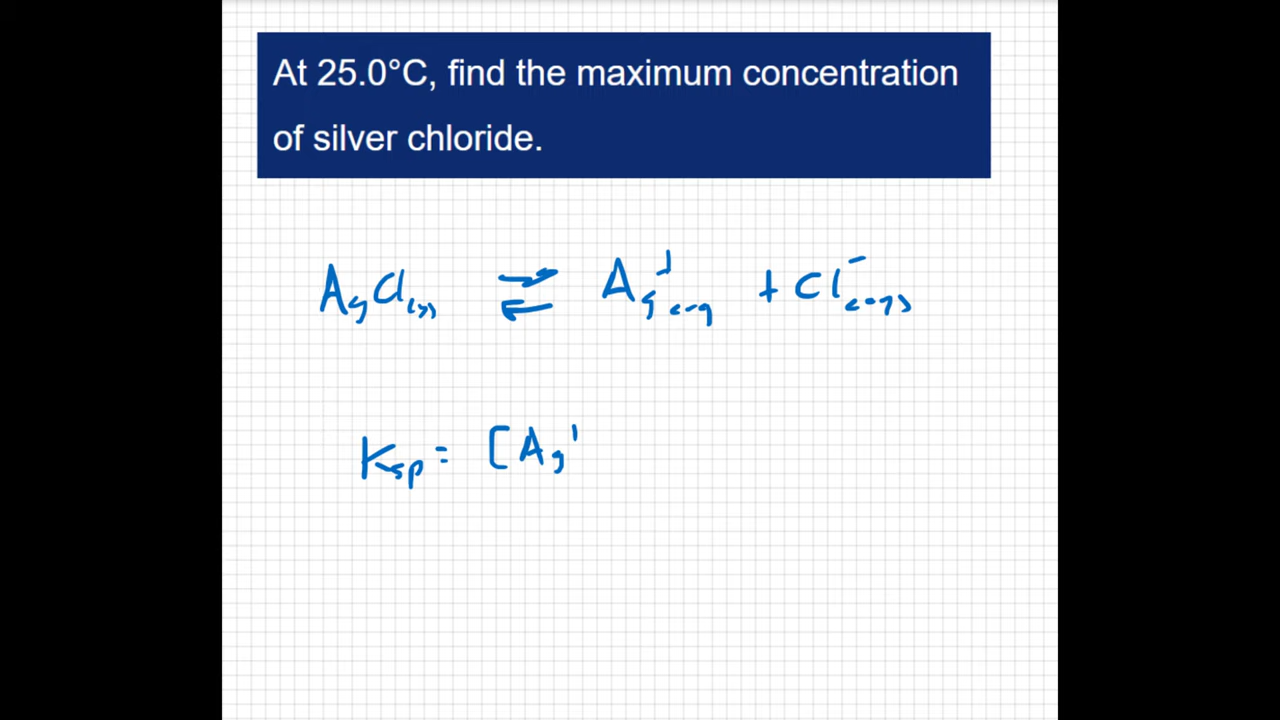 At 25.0°C, find the maximum concentration
of silver chloride.
AgCl(s) ⇌ Ag⁺(aq) + Cl⁻(aq)
Ksp = [Ag⁺